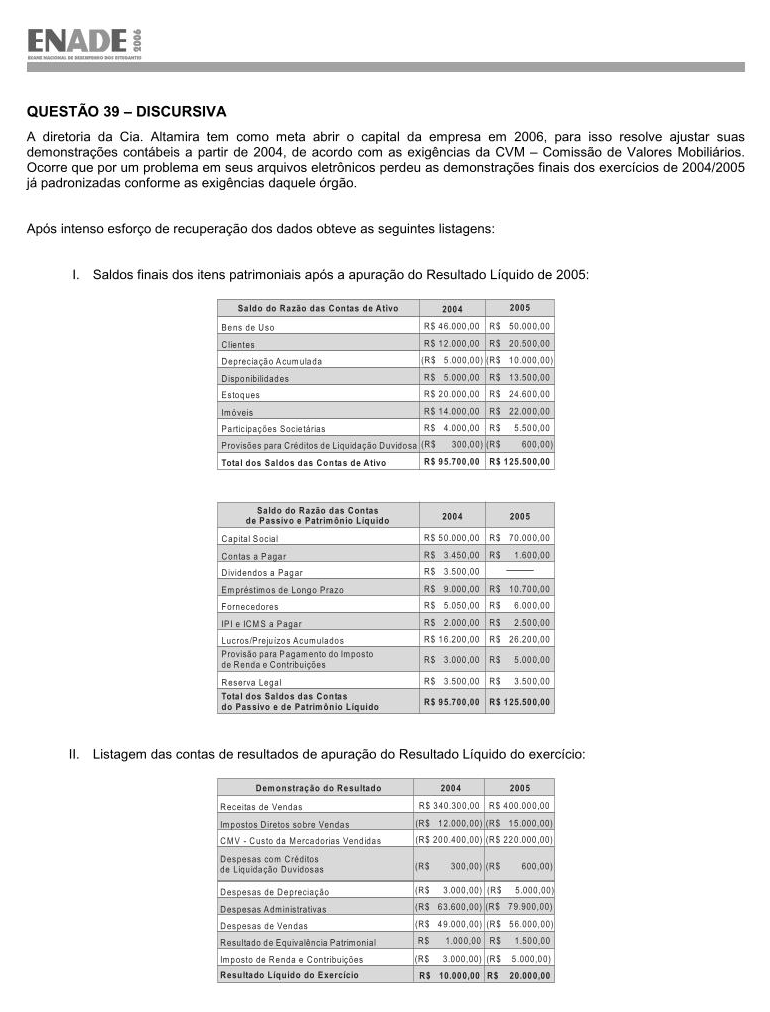 ENADE 2006
EXAME NACIONAL DE DESEMPENHO DOS ESTUDANTES
QUESTÃO 39 – DISCURSIVA
A diretoria da Cia. Altamira tem como meta abrir o capital da empresa em 2006, para isso resolve ajustar suas
demonstrações contábeis a partir de 2004, de acordo com as exigências da CVM – Comissão de Valores Mobiliários.
Ocorre que por um problema em seus arquivos eletrônicos perdeu as demonstrações finais dos exercícios de 2004/2005
já padronizadas conforme as exigências daquele órgão.
Após intenso esforço de recuperação dos dados obteve as seguintes listagens:
I. Saldos finais dos itens patrimoniais após a apuração do Resultado Líquido de 2005:
Saldo do Razão das Contas de Ativo 2004 2005
Bens de Uso R$ 46.000,00 R$ 50.000,00
Clientes R$ 12.000,00 R$ 20.500,00
Depreciação Acumulada (R$ 5.000,00) (R$ 10.000,00)
Disponibilidades R$ 5.000,00 R$ 13.500,00
Estoques R$ 20.000,00 R$ 24.600,00
Imóveis R$ 14.000,00 R$ 22.000,00
Participações Societárias R$ 4.000,00 R$ 5.500,00
Provisões para Créditos de Liquidação Duvidosa (R$ 300,00) (R$ 600,00)
Total dos Saldos das Contas de Ativo R$ 95.700,00 R$ 125.500,00
Saldo do Razão das Contas
de Passivo e Patrimônio Líquido 2004 2005
Capital Social R$ 50.000,00 R$ 70.000,00
Contas a Pagar R$ 3.450,00 R$ 1.600,00
Dividendos a Pagar R$ 3.500,00 ———
Empréstimos de Longo Prazo R$ 9.000,00 R$ 10.700,00
Fornecedores R$ 5.050,00 R$ 6.000,00
IPI e ICMS a Pagar R$ 2.000,00 R$ 2.500,00
Lucros/Prejuízos Acumulados R$ 16.200,00 R$ 26.200,00
Provisão para Pagamento do Imposto
de Renda e Contribuições R$ 3.000,00 R$ 5.000,00
Reserva Legal R$ 3.500,00 R$ 3.500,00
Total dos Saldos das Contas
do Passivo e de Patrimônio Líquido R$ 95.700,00 R$ 125.500,00
II. Listagem das contas de resultados de apuração do Resultado Líquido do exercício:
Demonstração do Resultado 2004 2005
Receitas de Vendas R$ 340.300,00 R$ 400.000,00
Impostos Diretos sobre Vendas (R$ 12.000,00) (R$ 15.000,00)
CMV - Custo da Mercadorias Vendidas (R$ 200.400,00) (R$ 220.000,00)
Despesas com Créditos
de Liquidação Duvidosas (R$ 300,00) (R$ 600,00)
Despesas de Depreciação (R$ 3.000,00) (R$ 5.000,00)
Despesas Administrativas (R$ 63.600,00) (R$ 79.900,00)
Despesas de Vendas (R$ 49.000,00) (R$ 56.000,00)
Resultado de Equivalência Patrimonial R$ 1.000,00 R$ 1.500,00
Imposto de Renda e Contribuições (R$ 3.000,00) (R$ 5.000,00)
Resultado Líquido do Exercício R$ 10.000,00 R$ 20.000,00